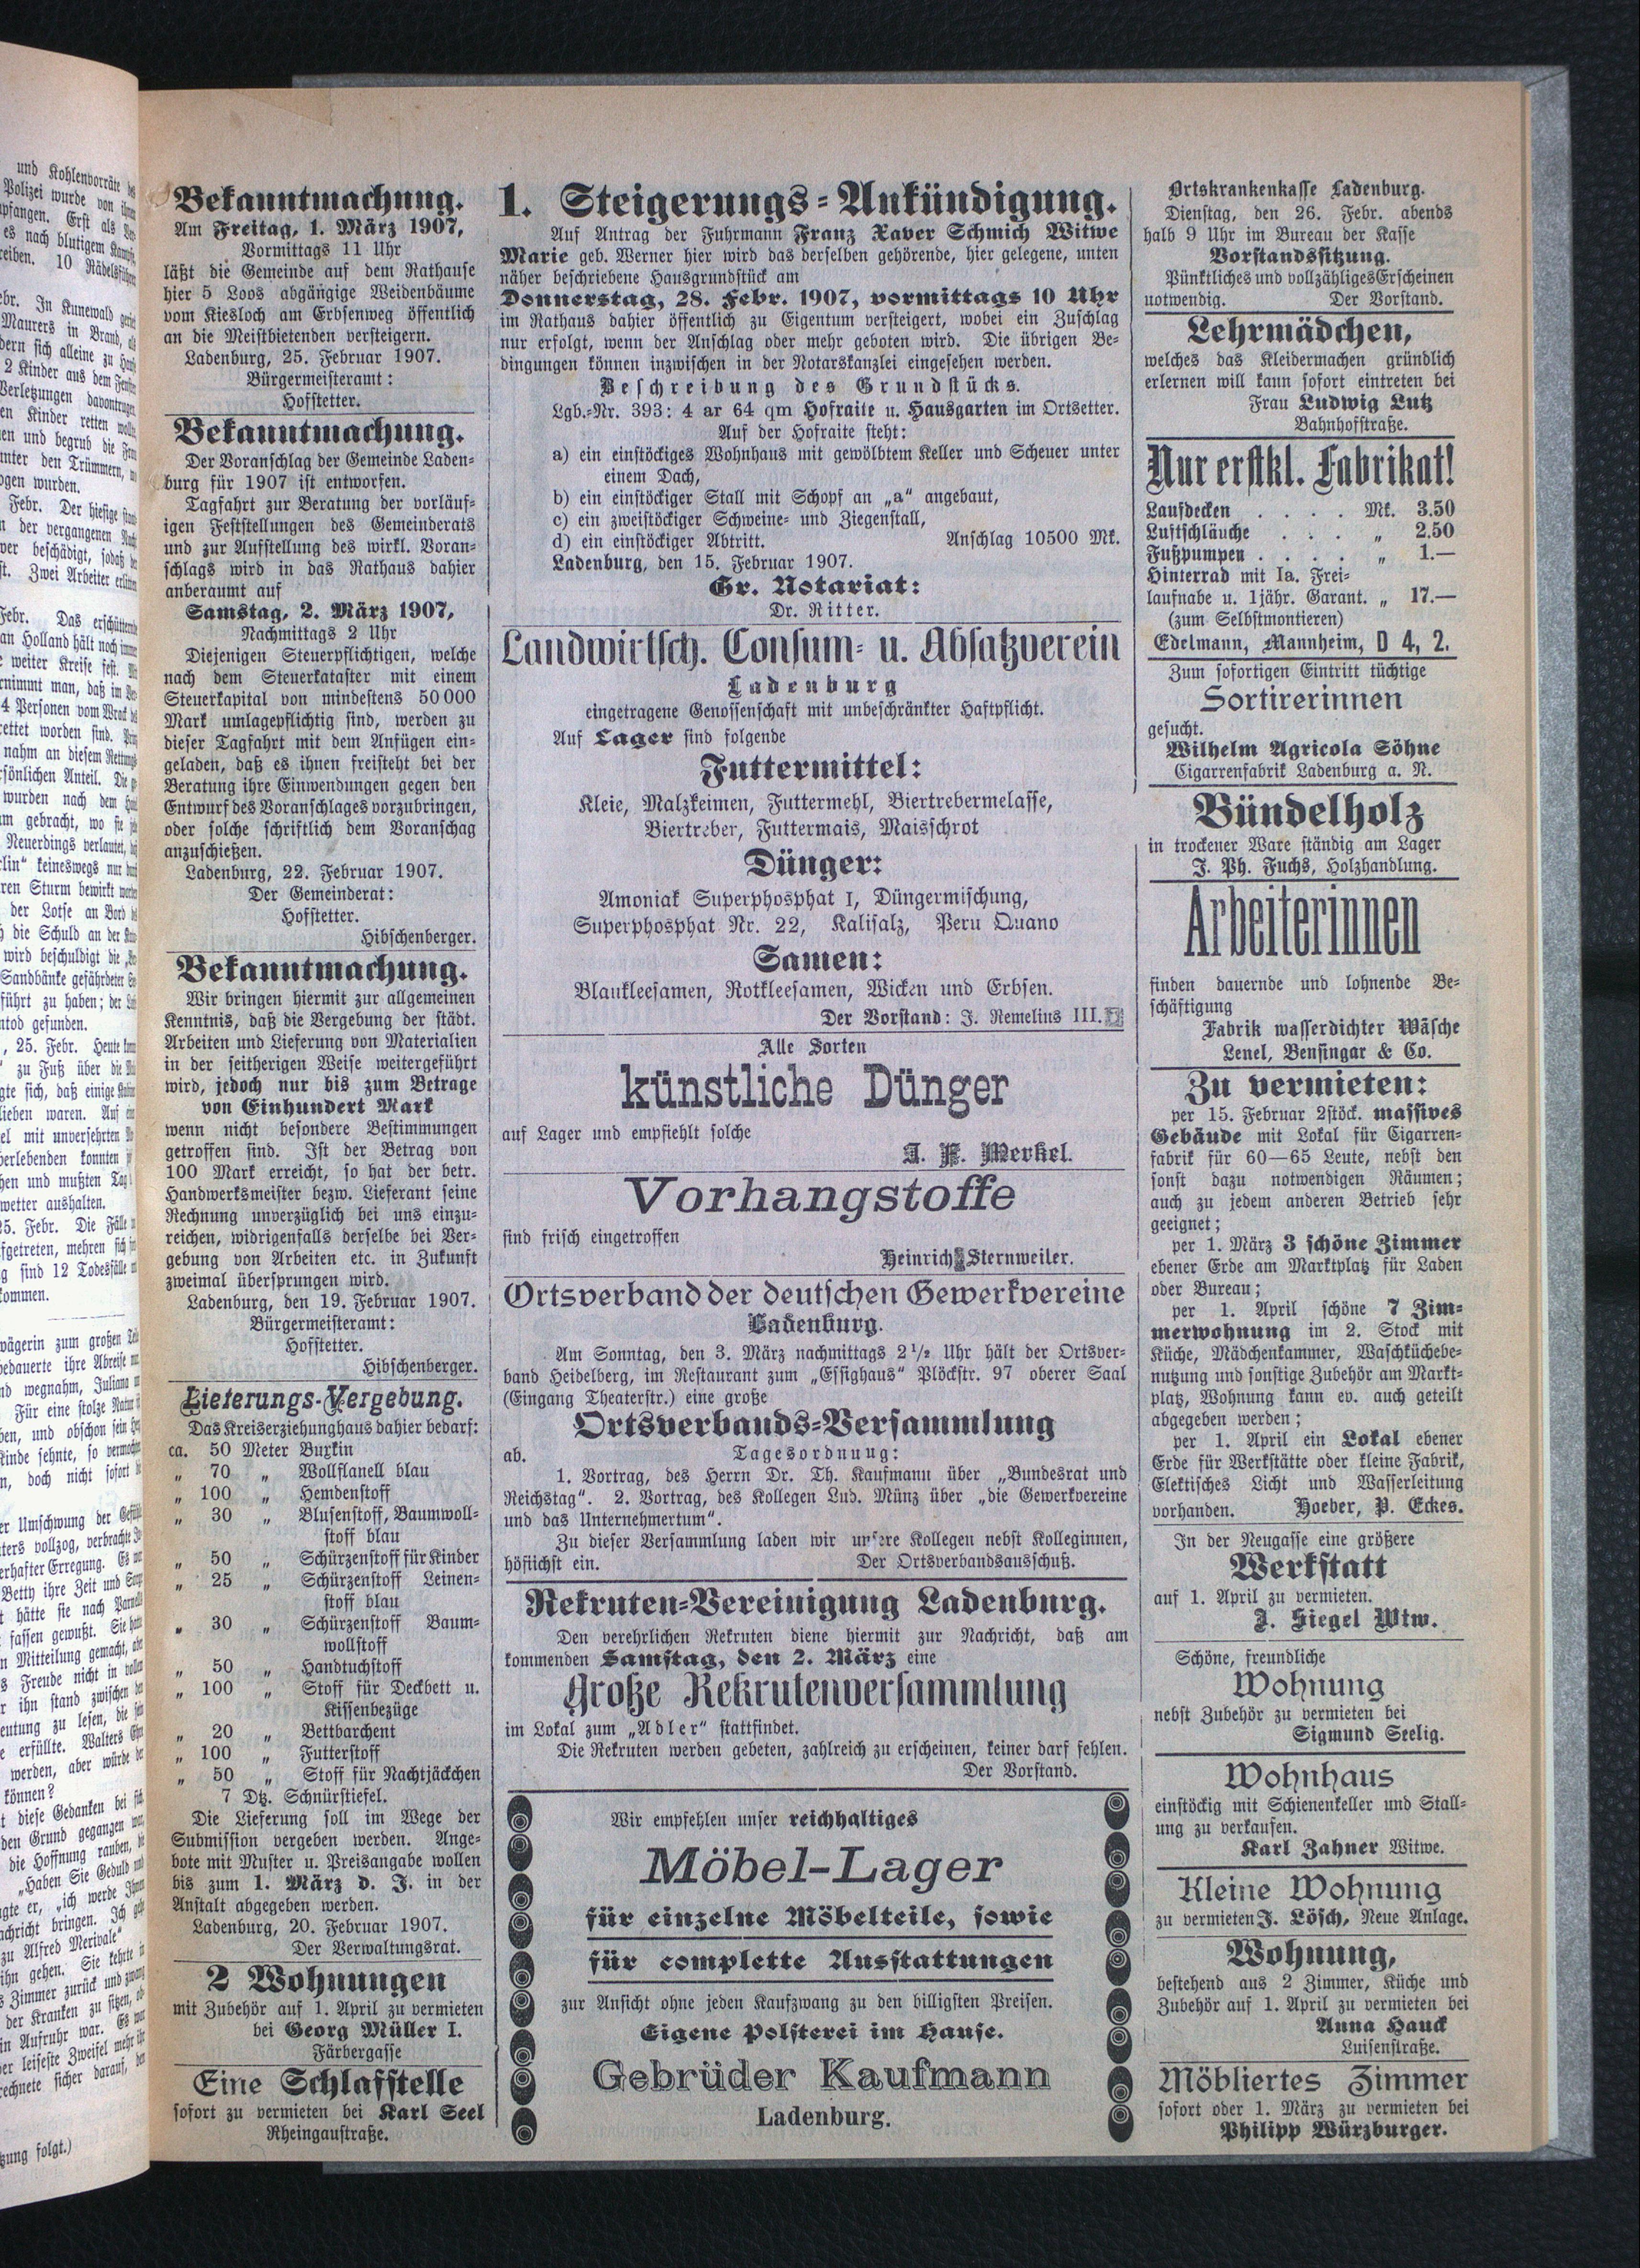 Bekanntmachung.
Am Freitag, 1. März 1907,
Vormittags 11 Uhr
läßt die Gemeinde auf dem Rathause
hier 5 Loos abgängige Weidenbäume
vom Kiesloch am Erbsenweg öffentlich
an die Meistbietenden versteigern.
Ladenburg, 25. Februar 1907.
Bürgermeisteramt:
Hofstetter.
Bekanntmachung.
Der Voranschlag der Gemeinde Laden-
burg für 1907 ist entworfen.
Tagfahrt zur Beratung der vorläuf-
igen Feststellungen des Gemeinderats
und zur Aufstellung des wirkl. Voran-
schlags wird in das Rathaus dahier
anberaumt auf
Samstag, 2. März 1907,
Nachmittags 2 Uhr
Diejenigen Steuerpflichtigen, welche
nach dem Steuerkataster mit einem
Steuerkapital von mindestens 50 000
Mark umlagepflichtig sind, werden zu
dieser Tagfahrt mit dem Anfügen ein-
geladen, daß es ihnen freisteht bei der
Beratung ihre Einwendungen gegen den
Entwurf des Voranschlages vorzubringen,
oder solche schriftlich dem Voranschag
anzuschießen.
Ladenburg, 22. Februar 1907.
Der Gemeinderat:
Hofstetter.
Hibschenberger.
Bekanntmachung.
Wir bringen hiermit zur allgemeinen
Kenntnis, daß die Vergebung der städt.
Arbeiten und Lieferung von Materialien
in der seitherigen Weise weitergeführt
wird, jedoch nur bis zum Betrage
von Einhundert Mark
wenn nicht besondere Bestimmungen
getroffen sind. Ist der Betrag von
100 Mark erreicht, so hat der betr.
Handwerksmeister bezw. Lieferant seine
Rechnung unverzüglich bei uns einzu-
reichen, widrigenfalls derselbe bei Ver-
gebung von Arbeiten etc. in Zukunft
zweimal übersprungen wird.
Ladenburg, den 19. Februar 1907.
Bürgermeisteramt:
Hofstetter.
Hibschenberger.
Lieferungs-Vergebung.
Das Kreiserziehunghaus dahier bedarf:
ca. 50 Meter Buxkin
„ 70 „ Wollflanell blau
„ 100 „ Hemdenstoff
„ 30 „ Blusenstoff, Baumwoll-
stoff blau
„ 50 „ Schürzenstoff für Kinder
„ 25 „ Schürzenstoff Leinen-
stoff blau
„ 30 „ Schürzenstoff Baum-
wollstoff
„ 50 „ Handtuchstoff
„ 100 „ Stoff für Deckbett u.
Kissenbezüge
„ 20 „ Bettbarchent
„ 100 „ Futterstoff
„ 50 „ Stoff für Nachtjäckchen
7 Dtz. Schnürstiefel.
Die Lieferung soll im Wege der
Submission vergeben werden. Ange-
bote mit Muster u. Preisangabe wollen
bis zum 1. März d. J. in der
Anstalt abgegeben werden.
Ladenburg, 20. Februar 1907.
Der Verwaltungsrat.
2 Wohnungen
mit Zubehör auf 1. April zu vermieten
bei Georg Müller I.
Färbergasse
Eine Schlafstelle
sofort zu vermieten bei Karl Seel
Rheingaustraße.
1. Steigerungs-Ankündigung.
Auf Antrag der Fuhrmann Franz Xaver Schmich Witwe
Marie geb. Werner hier wird das derselben gehörende, hier gelegene, unten
näher beschriebene Hausgrundstück am
Donnerstag, 28. Febr. 1907, vormittags 10 Uhr
im Rathaus dahier öffentlich zu Eigentum versteigert, wobei ein Zuschlag
nur erfolgt, wenn der Anschlag oder mehr geboten wird. Die übrigen Be-
dingungen können inzwischen in der Notarskanzlei eingesehen werden.
Beschreibung des Grundstücks.
Lgb.-Nr. 393: 4 ar 64 qm Hofraite u. Hausgarten im Ortsetter.
Auf der Hofraite steht:
a) ein einstöckiges Wohnhaus mit gewölbtem Keller und Scheuer unter
einem Dach,
b) ein einstöckiger Stall mit Schopf an „a“ angebaut,
c) ein zweistöckiger Schweine- und Ziegenstall,
d) ein einstöckiger Abtritt. Anschlag 10500 Mk.
Ladenburg, den 15. Februar 1907.
Gr. Notariat:
Dr. Ritter.
Landwirtsch. Consum- u. Absatzverein
Ladenburg
eingetragene Genossenschaft mit unbeschränkter Haftpflicht.
Auf Lager sind folgende
Futtermittel:
Kleie, Malzkeimen, Futtermehl, Biertrebermelasse,
Biertreber, Futtermais, Maisschrot
Dünger:
Amoniak Superphosphat I, Düngermischung,
Superphosphat Nr. 22, Kalisalz, Peru Quano
Samen:
Blaukleesamen, Rotkleesamen, Wicken und Erbsen.
Der Vorstand: J. Remelius III.
Alle Sorten
künstliche Dünger
auf Lager und empfiehlt solche
J. F. Merkel.
Vorhangstoffe
sind frisch eingetroffen
Heinrich Sternweiler.
Ortsverband der deutschen Gewerkvereine
Ladenburg.
Am Sonntag, den 3. März nachmittags 2½ Uhr hält der Ortsver-
band Heidelberg, im Restaurant zum „Essighaus“ Plöckstr. 97 oberer Saal
(Eingang Theaterstr.) eine große
Ortsverbands-Versammlung
ab. Tagesordnung:
1. Vortrag, des Herrn Dr. Th. Kaufmann über „Bundesrat und
Reichstag“. 2. Vortrag, des Kollegen Lud. Münz über „die Gewerkvereine
und das Unternehmertum“.
Zu dieser Versammlung laden wir unsere Kollegen nebst Kolleginnen,
höflichst ein. Der Ortsverbandsausschuß.
Rekruten-Vereinigung Ladenburg.
Den verehrlichen Rekruten diene hiermit zur Nachricht, daß am
kommenden Samstag, den 2. März eine
Große Rekrutenversammlung
im Lokal zum „Adler“ stattfindet.
Die Rekruten werden gebeten, zahlreich zu erscheinen, keiner darf fehlen.
Der Vorstand.
Wir empfehlen unser reichhaltiges
Möbel-Lager
für einzelne Möbelteile, sowie
für complette Ausstattungen
zur Ansicht ohne jeden Kaufzwang zu den billigsten Preisen.
Eigene Polsterei im Hause.
Gebrüder Kaufmann
Ladenburg.
Ortskrankenkasse Ladenburg.
Dienstag, den 26. Febr. abends
halb 9 Uhr im Bureau der Kasse
Vorstandssitzung.
Pünktliches und vollzähliges Erscheinen
notwendig. Der Vorstand.
Lehrmädchen,
welches das Kleidermachen gründlich
erlernen will kann sofort eintreten bei
Frau Ludwig Lutz
Bahnhofstraße.
Nur erstkl. Fabrikat!
Laufdecken . . . . Mk. 3.50
Luftschläuche . . . „ 2.50
Fußpumpen . . . . „ 1.—
Hinterrad mit Ia. Frei-
laufnabe u. 1jähr. Garant. „ 17.—
(zum Selbstmontieren)
Edelmann, Mannheim, D 4, 2.
Zum sofortigen Eintritt tüchtige
Sortirerinnen
gesucht.
Wilhelm Agricola Söhne
Cigarrenfabrik Ladenburg a. N.
Bündelholz
in trockener Ware ständig am Lager
J. Ph. Fuchs, Holzhandlung.
Arbeiterinnen
finden dauernde und lohnende Be-
schäftigung
Fabrik wasserdichter Wäsche
Lenel, Bensingar & Co.
Zu vermieten:
per 15. Februar 2stöck. massives
Gebäude mit Lokal für Cigarren-
fabrik für 60—65 Leute, nebst den
sonst dazu notwendigen Räumen;
auch zu jedem anderen Betrieb sehr
geeignet;
per 1. März 3 schöne Zimmer
ebener Erde am Marktplatz für Laden
oder Bureau;
per 1. April schöne 7 Zim-
merwohnung im 2. Stock mit
Küche, Mädchenkammer, Waschküchebe-
nutzung und sonstige Zubehör am Markt-
platz, Wohnung kann ev. auch geteilt
abgegeben werden;
per 1. April ein Lokal ebener
Erde für Werkstätte oder kleine Fabrik,
Elektisches Licht und Wasserleitung
vorhanden. Hoeber, P. Eckes.
In der Neugasse eine größere
Werkstatt
auf 1. April zu vermieten.
J. Siegel Wtw.
Schöne, freundliche
Wohnung
nebst Zubehör zu vermieten bei
Sigmund Seelig.
Wohnhaus
einstöckig mit Schienenkeller und Stall-
ung zu verkaufen.
Karl Zahner Witwe.
Kleine Wohnung
zu vermieten J. Lösch, Neue Anlage.
Wohnung,
bestehend aus 2 Zimmer, Küche und
Zubehör auf 1. April zu vermieten bei
Anna Hauck
Luisenstraße.
Möbliertes Zimmer
sofort oder 1. März zu vermieten bei
Philipp Würzburger.